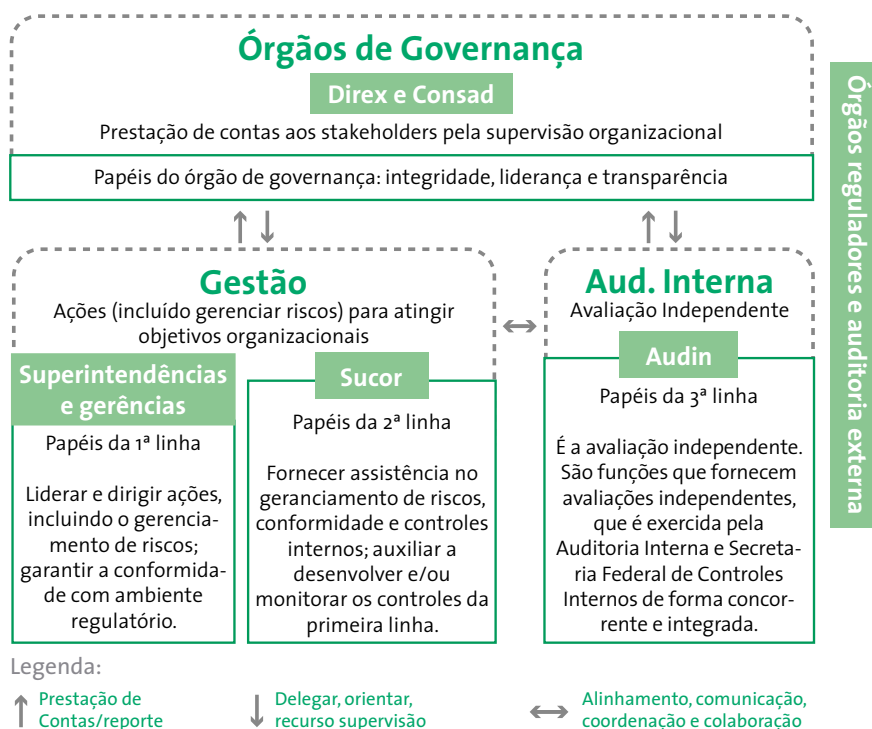 Órgãos de Governança
Direx e Consad
Prestação de contas aos stakeholders pela supervisão organizacional
Papéis do órgão de governança: integridade, liderança e transparência
Órgãos reguladores e auditoria externa
Gestão
Ações (incluído gerenciar riscos) para atingir
objetivos organizacionais
Superintendências
e gerências
Papéis da 1ª linha
Liderar e dirigir ações,
incluindo o gerencia-
mento de riscos;
garantir a conformida-
de com ambiente
regulatório.
Sucor
Papéis da 2ª linha
Fornecer assistência no
geranciamento de riscos,
conformidade e controles
internos; auxiliar a
desenvolver e/ou
monitorar os controles da
primeira linha.
Aud. Interna
Avaliação Independente
Audin
Papéis da 3ª linha
É a avaliação independente.
São funções que fornecem
avaliações independentes,
que é exercida pela
Auditoria Interna e Secreta-
ria Federal de Controles
Internos de forma concor-
rente e integrada.
Legenda:
↑ Prestação de
Contas/reporte
↓ Delegar, orientar,
recurso supervisão
↔ Alinhamento, comunicação,
coordenação e colaboração